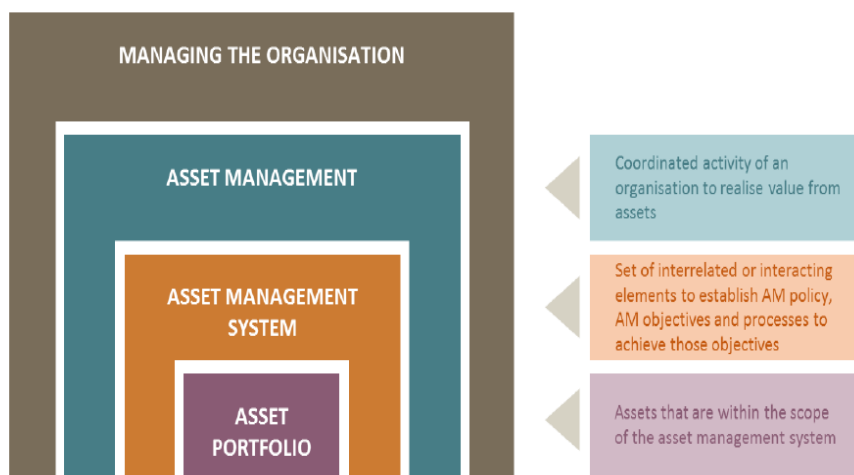 MANAGING THE ORGANISATION
ASSET MANAGEMENT
Coordinated activity of an
organisation to realise value from
assets
ASSET MANAGEMENT
SYSTEM
Set of interrelated or interacting
elements to establish AM policy,
AM objectives and processes to
achieve those objectives
ASSET
PORTFOLIO
Assets that are within the scope
of the asset management system